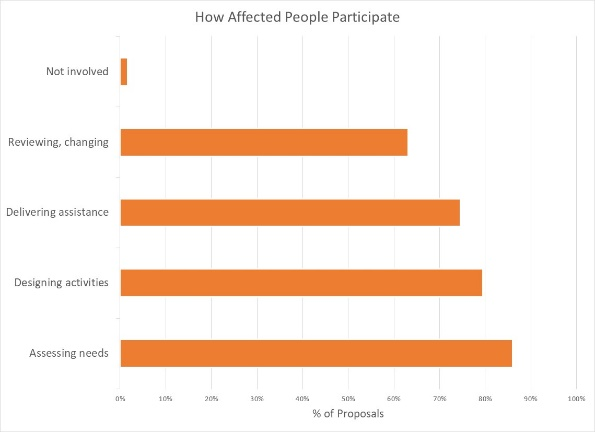 How Affected People Participate
Not involved
Reviewing, changing
Delivering assistance
Designing activities
Assessing needs
0% 10% 20% 30% 40% 50% 60% 70% 80% 90% 100%
% of Proposals